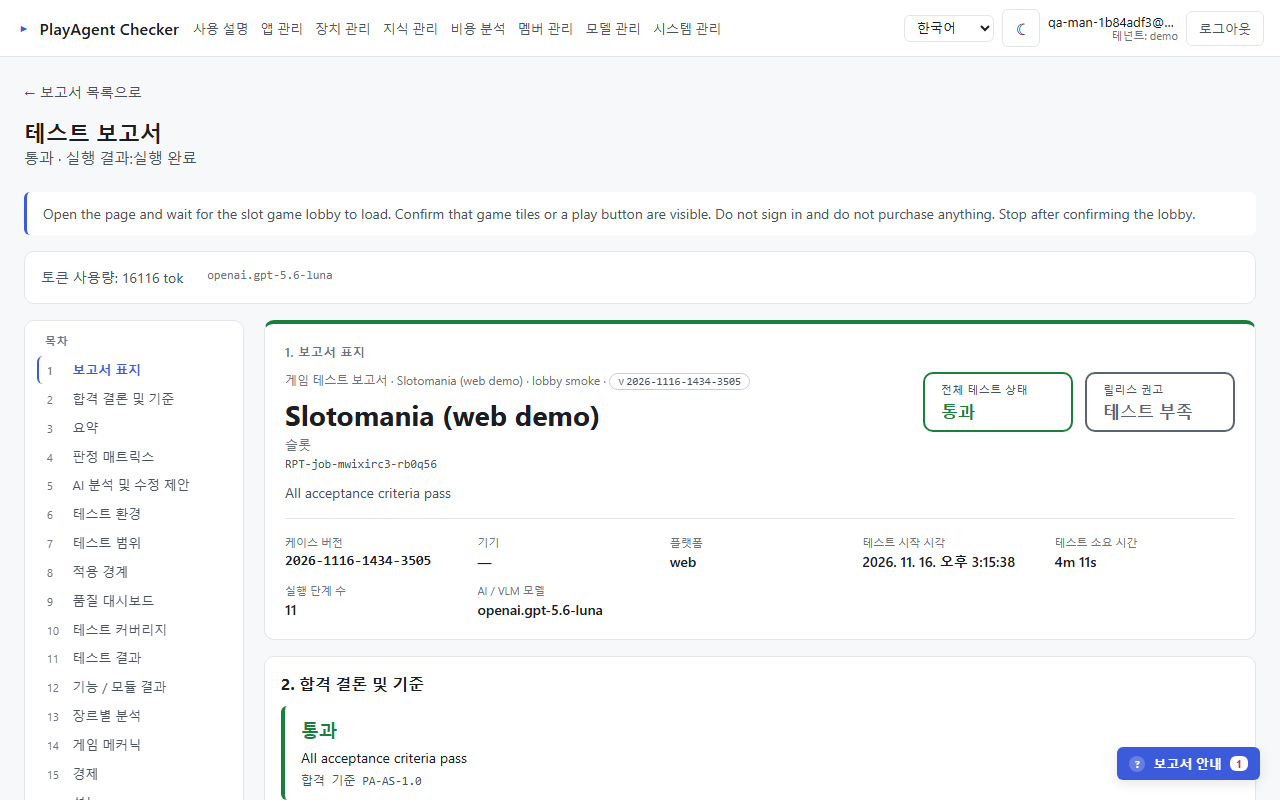 PlayAgent Checker 사용 설명 앱 관리 장치 관리 지식 관리 비용 분석 멤버 관리 모델 관리 시스템 관리 한국어 qa-man-1b84adf3@... 로그아웃
테넌트: demo
← 보고서 목록으로
테스트 보고서
통과 · 실행 결과:실행 완료
Open the page and wait for the slot game lobby to load. Confirm that game tiles or a play button are visible. Do not sign in and do not purchase anything. Stop after confirming the lobby.
토큰 사용량: 16116 tok openai.gpt-5.6-luna
목차
1 보고서 표지
2 합격 결론 및 기준
3 요약
4 판정 매트릭스
5 AI 분석 및 수정 제안
6 테스트 환경
7 테스트 범위
8 적용 경계
9 품질 대시보드
10 테스트 커버리지
11 테스트 결과
12 기능 / 모듈 결과
13 장르별 분석
14 게임 메커닉
15 경제
1. 보고서 표지
게임 테스트 보고서 · Slotomania (web demo) · lobby smoke · v 2026-1116-1434-3505
Slotomania (web demo)
슬롯
RPT-job-mwixirc3-rb0q56
All acceptance criteria pass
전체 테스트 상태
통과
릴리스 권고
테스트 부족
케이스 버전
2026-1116-1434-3505
기기
—
플랫폼
web
테스트 시작 시각
2026. 11. 16. 오후 3:15:38
테스트 소요 시간
4m 11s
실행 단계 수
11
AI / VLM 모델
openai.gpt-5.6-luna
2. 합격 결론 및 기준
통과
All acceptance criteria pass
합격 기준 PA-AS-1.0
? 보고서 안내 1